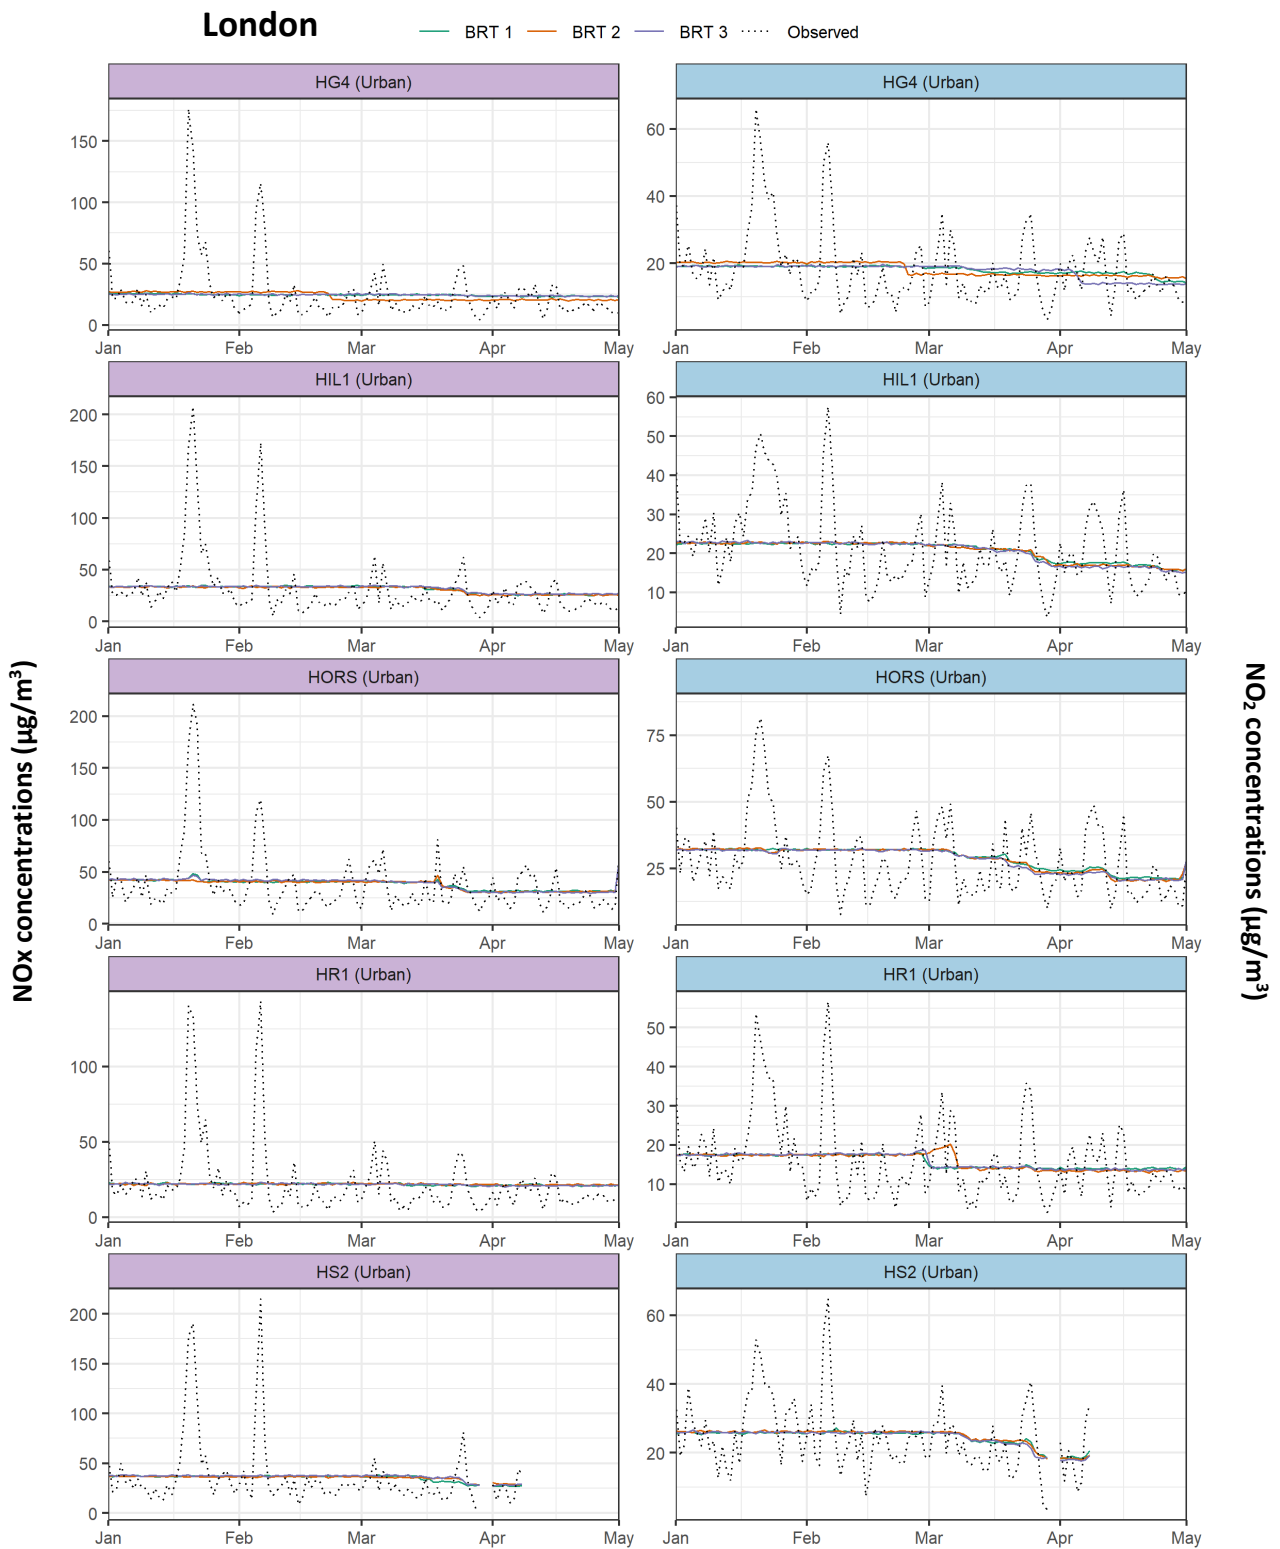 London
BRT 1 BRT 2 BRT 3 Observed
NOx concentrations (µg/m³)
NO₂ concentrations (µg/m³)
HG4 (Urban)
150
100
50
0
Jan Feb Mar Apr May
HG4 (Urban)
60
40
20
Jan Feb Mar Apr May
HIL1 (Urban)
200
150
100
50
0
Jan Feb Mar Apr May
HIL1 (Urban)
60
50
40
30
20
10
Jan Feb Mar Apr May
HORS (Urban)
200
150
100
50
0
Jan Feb Mar Apr May
HORS (Urban)
75
50
25
Jan Feb Mar Apr May
HR1 (Urban)
100
50
0
Jan Feb Mar Apr May
HR1 (Urban)
50
40
30
20
10
Jan Feb Mar Apr May
HS2 (Urban)
200
150
100
50
0
Jan Feb Mar Apr May
HS2 (Urban)
60
40
20
Jan Feb Mar Apr May